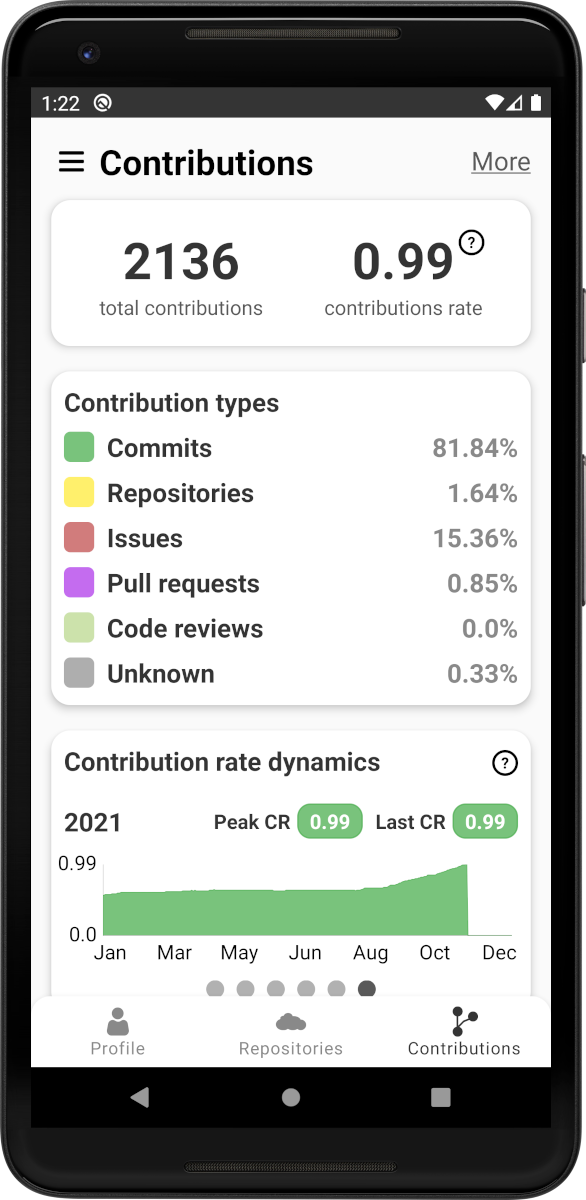 1:22
Contributions More
2136 0.99 ?
total contributions contributions rate
Contribution types
Commits 81.84%
Repositories 1.64%
Issues 15.36%
Pull requests 0.85%
Code reviews 0.0%
Unknown 0.33%
Contribution rate dynamics ?
2021 Peak CR 0.99 Last CR 0.99
0.99
0.0
Jan Mar May Jun Aug Oct Dec
Profile Repositories Contributions